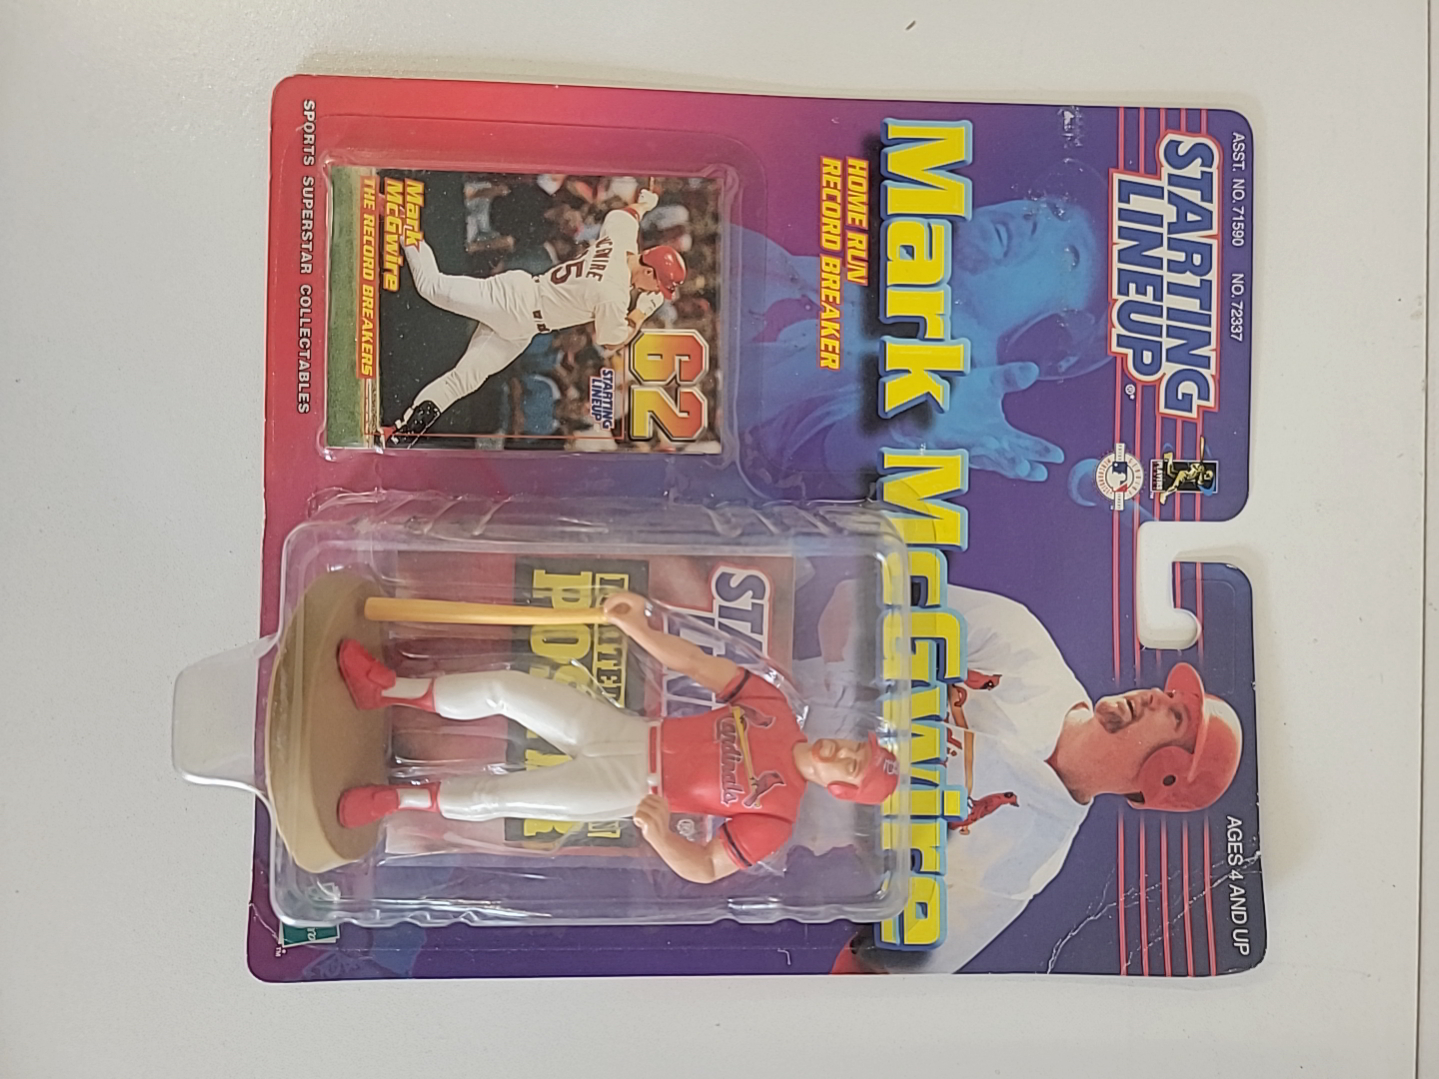 ASST. NO. 71590 NO. 72337
AGES 4 AND UP
STARTING
LINEUP®
Mark McGwire
HOME RUN
RECORD BREAKER
62
STARTING
LINEUP
Mark
McGwire
THE RECORD BREAKERS
Cardinals
SPORTS SUPERSTAR COLLECTABLES
TM